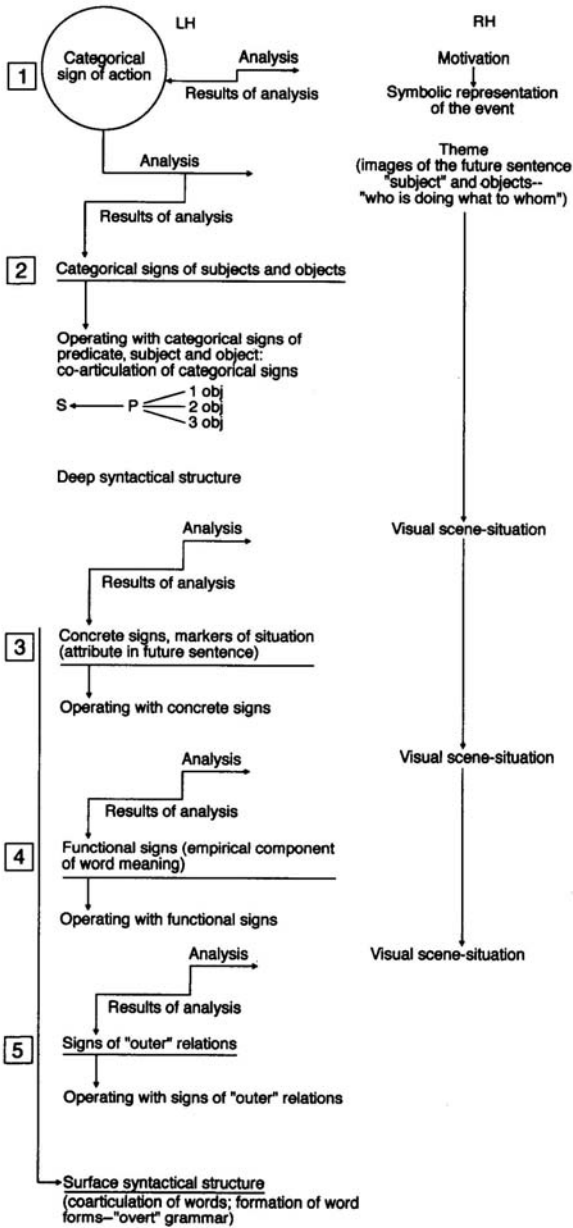 LH
RH
1
Categorical
sign of action
Analysis
Results of analysis
Motivation
Symbolic representation
of the event
Analysis
Results of analysis
Theme
(images of the future sentence
"subject" and objects--
"who is doing what to whom")
2
Categorical signs of subjects and objects
Operating with categorical signs of
predicate, subject and object:
co-articulation of categorical signs
S P 1 obj
2 obj
3 obj
Deep syntactical structure
Analysis
Results of analysis
Visual scene-situation
3
Concrete signs, markers of situation
(attribute in future sentence)
Operating with concrete signs
Analysis
Results of analysis
Visual scene-situation
4
Functional signs (empirical component
of word meaning)
Operating with functional signs
Analysis
Results of analysis
Visual scene-situation
5
Signs of "outer" relations
Operating with signs of "outer" relations
Surface syntactical structure
(coarticulation of words; formation of word
forms--"overt" grammar)